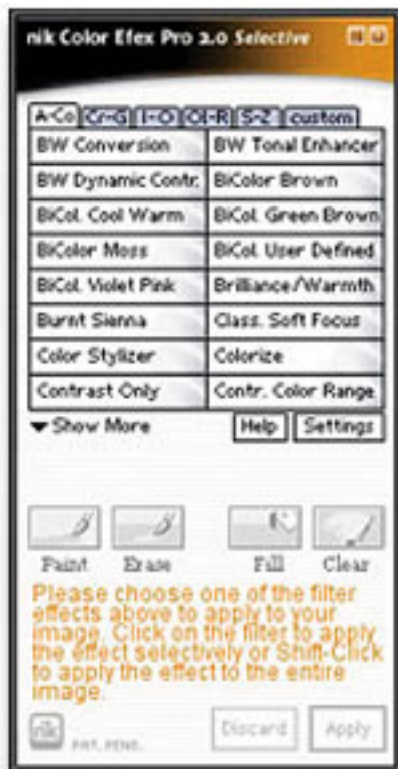 nik Color Efex Pro 2.0 Selective
A-Co Cr-G I-O Ol-R S-Z custom
BW Conversion BW Tonal Enhancer
BW Dynamic Contr. BiColor Brown
BiCol. Cool Warm BiCol. Green Brown
BiColor Moss BiCol. User Defined
BiCol. Violet Pink Brilliance/Warmth
Burnt Sienna Class. Soft Focus
Color Stylizer Colorize
Contrast Only Contr. Color Range
Show More Help Settings
Paint Erase Fill Clear
Please choose one of the filter
effects above to apply to your
image. Click on the filter to apply
the effect selectively or Shift-Click
to apply the effect to the entire
image.
nik PAT. PEND. Discard Apply